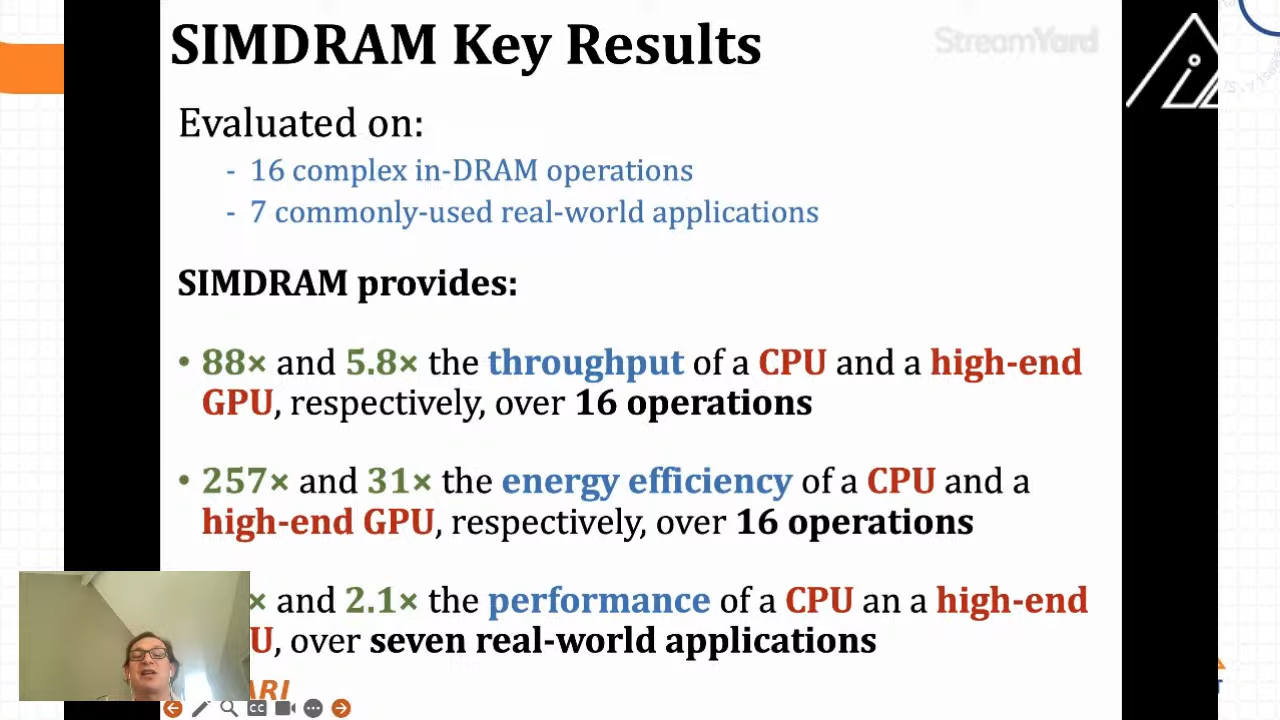 SIMDRAM Key Results
StreamYard
Evaluated on:
- 16 complex in-DRAM operations
- 7 commonly-used real-world applications
SIMDRAM provides:
• 88× and 5.8× the throughput of a CPU and a high-end
GPU, respectively, over 16 operations
• 257× and 31× the energy efficiency of a CPU and a
high-end GPU, respectively, over 16 operations
× and 2.1× the performance of a CPU an a high-end
U, over seven real-world applications
ARI
CC